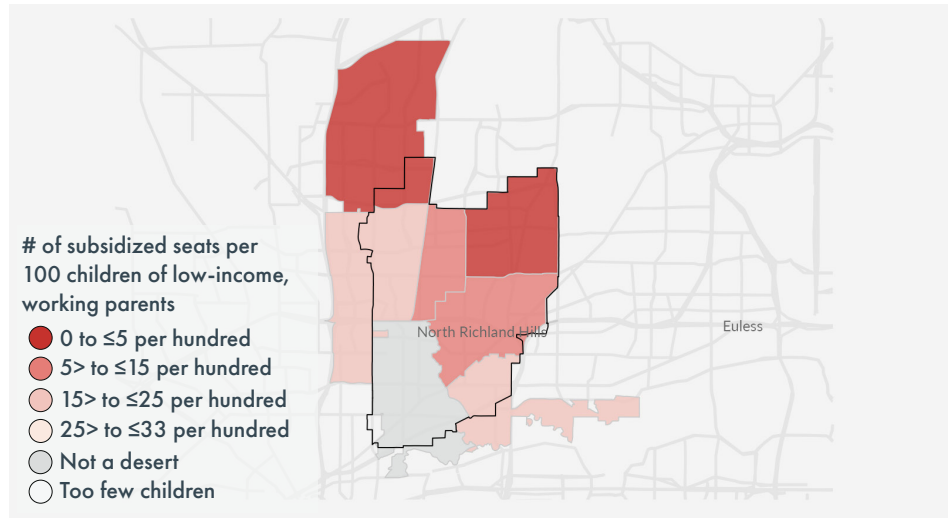 # of subsidized seats per
100 children of low-income,
working parents
0 to ≤5 per hundred
5> to ≤15 per hundred
15> to ≤25 per hundred
25> to ≤33 per hundred
Not a desert
Too few children
North Richland Hills
Euless